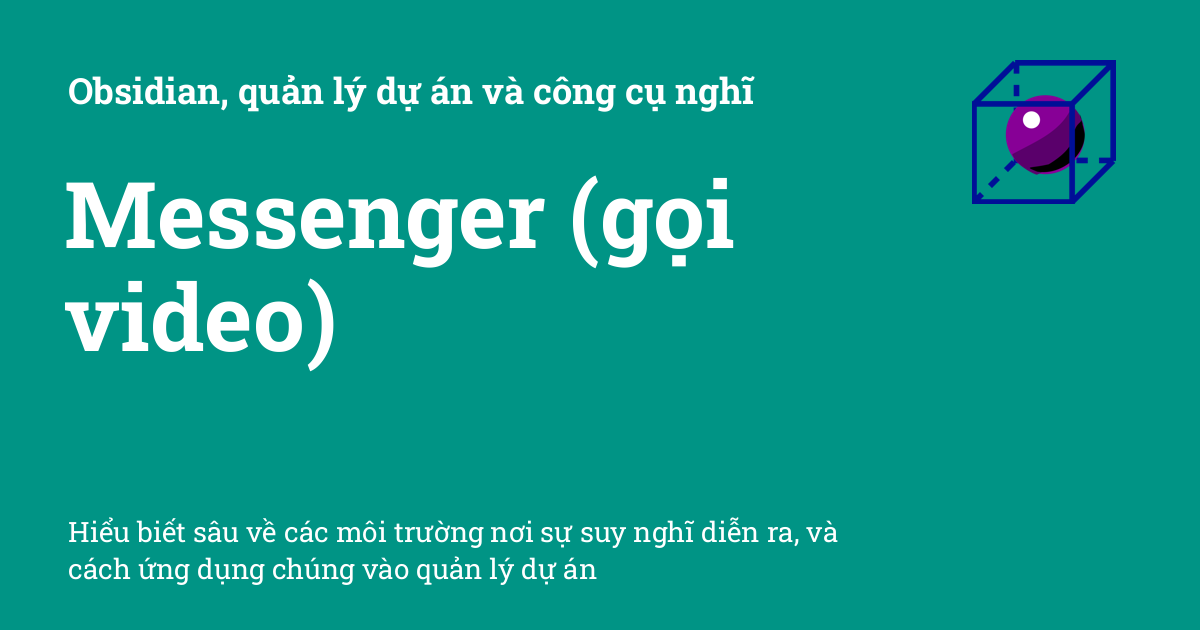 Obsidian, quản lý dự án và công cụ nghĩ
Messenger (gọi
video)
Hiểu biết sâu về các môi trường nơi sự suy nghĩ diễn ra, và
cách ứng dụng chúng vào quản lý dự án